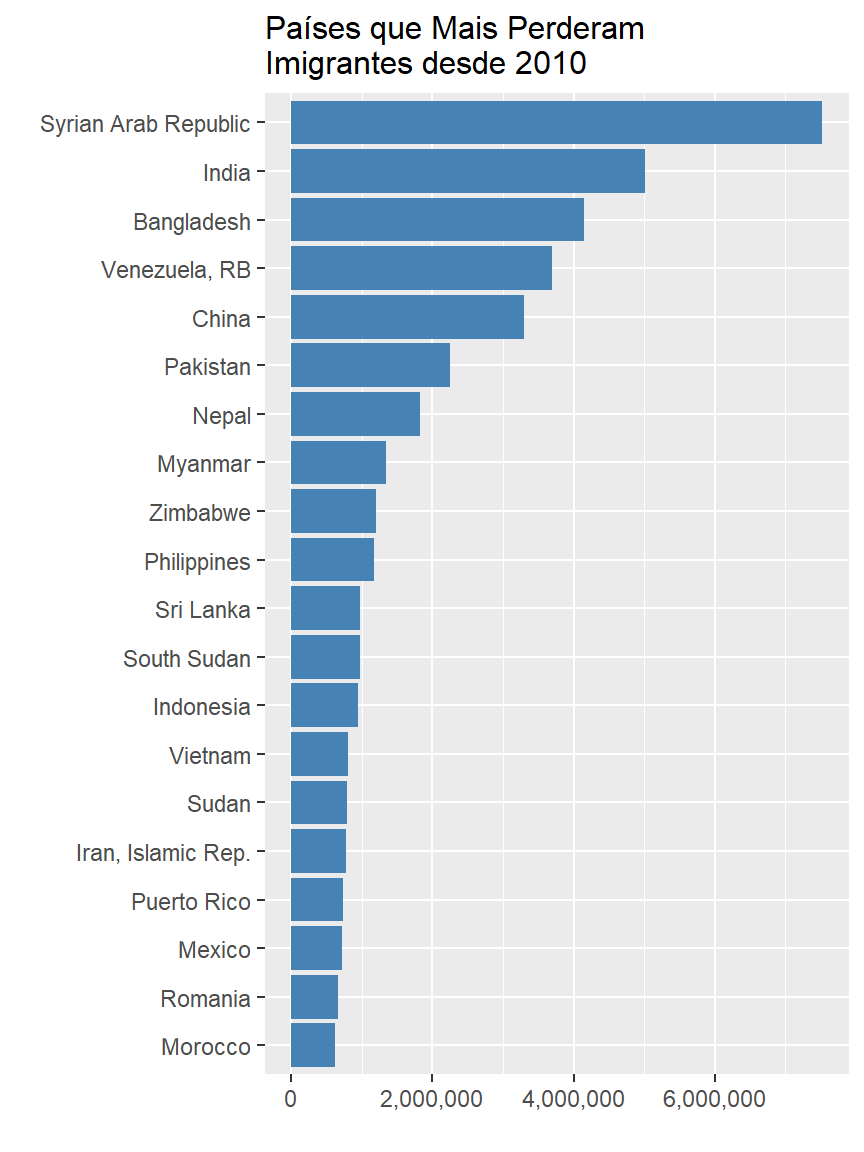 Países que Mais Perderam
Imigrantes desde 2010
Syrian Arab Republic
India
Bangladesh
Venezuela, RB
China
Pakistan
Nepal
Myanmar
Zimbabwe
Philippines
Sri Lanka
South Sudan
Indonesia
Vietnam
Sudan
Iran, Islamic Rep.
Puerto Rico
Mexico
Romania
Morocco
0 2,000,000 4,000,000 6,000,000